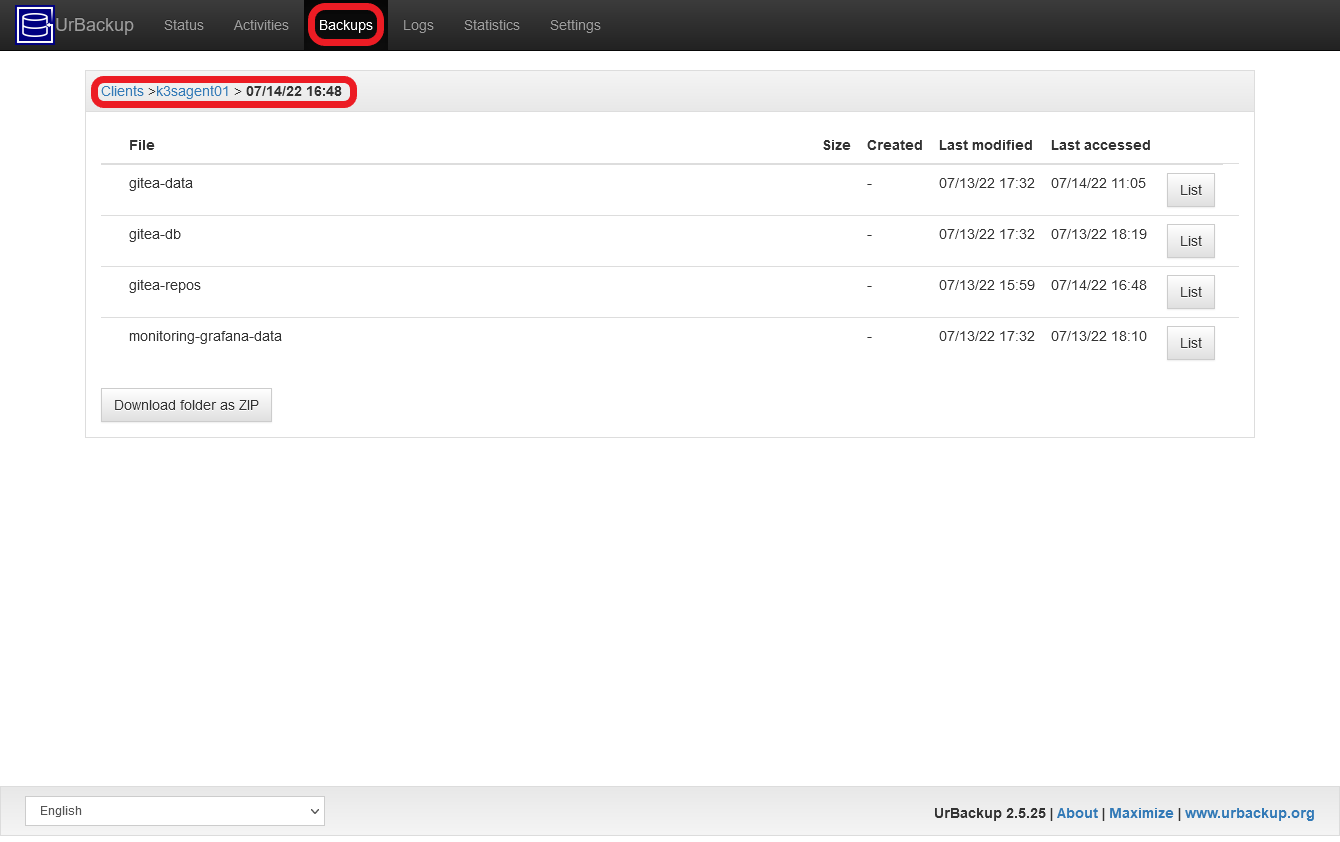 UrBackup Status Activities Backups Logs Statistics Settings
Clients >k3sagent01 > 07/14/22 16:48
File Size Created Last modified Last accessed
gitea-data - 07/13/22 17:32 07/14/22 11:05 List
gitea-db - 07/13/22 17:32 07/13/22 18:19 List
gitea-repos - 07/13/22 15:59 07/14/22 16:48 List
monitoring-grafana-data - 07/13/22 17:32 07/13/22 18:10 List
Download folder as ZIP
English UrBackup 2.5.25 | About | Maximize | www.urbackup.org